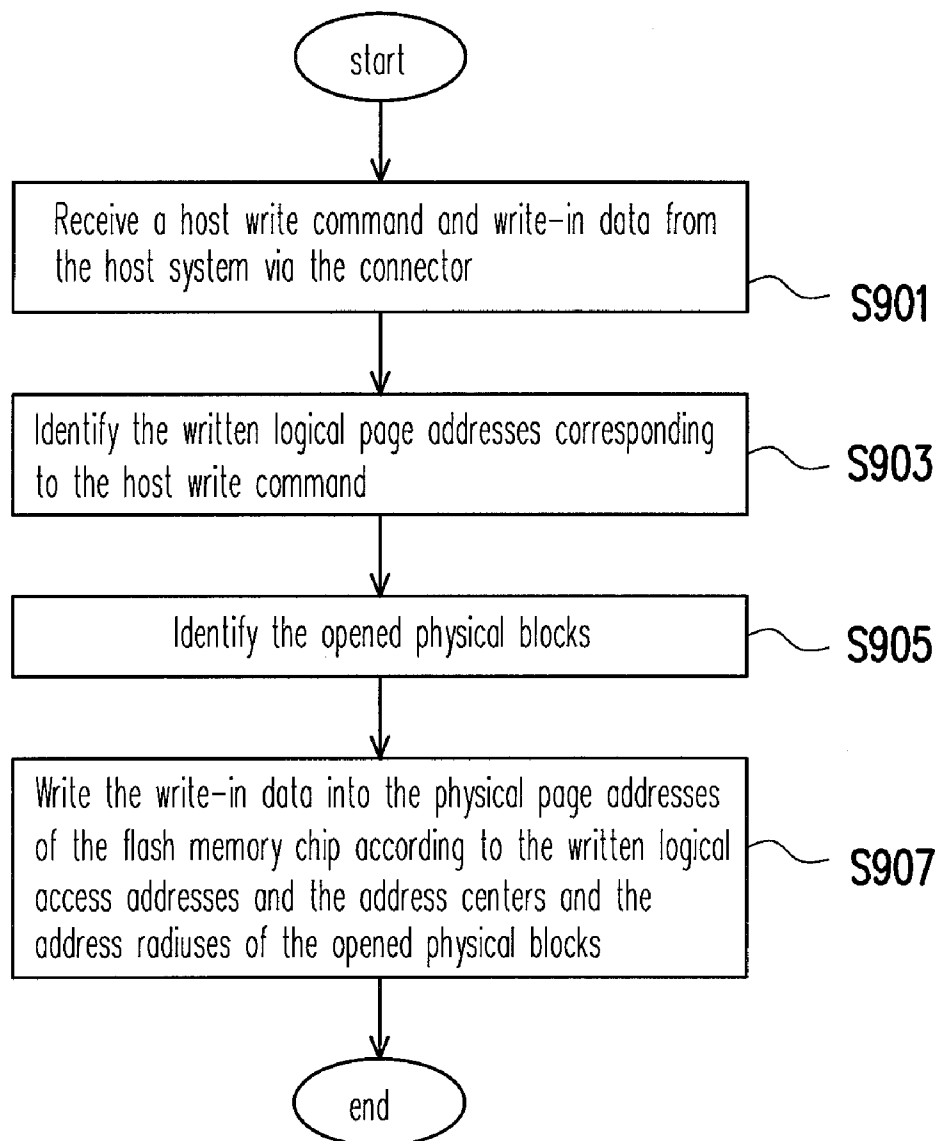 start
Receive a host write command and write-in data from
the host system via the connector
S901
Identify the written logical page addresses corresponding
to the host write command
S903
Identify the opened physical blocks
S905
Write the write-in data into the physical page addresses
of the flash memory chip according to the written logical
access addresses and the address centers and the
address radiuses of the opened physical blocks
S907
end